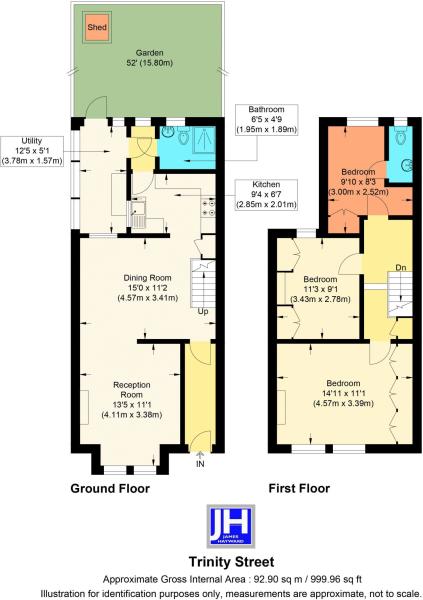 Shed
Garden
52' (15.80m)
Utility
12'5 x 5'1
(3.78m x 1.57m)
Bathroom
6'5 x 4'9
(1.95m x 1.89m)
Kitchen
9'4 x 6'7
(2.85m x 2.01m)
Dining Room
15'0 x 11'2
(4.57m x 3.41m)
Up
Reception
Room
13'5 x 11'1
(4.11m x 3.38m)
IN
Ground Floor
Bedroom
9'10 x 8'3
(3.00m x 2.52m)
Bedroom
11'3 x 9'1
(3.43m x 2.78m)
Dn
Bedroom
14'11 x 11'1
(4.57m x 3.39m)
First Floor
JH
JAMES
HAYWARD
Trinity Street
Approximate Gross Internal Area : 92.90 sq m / 999.96 sq ft
Illustration for identification purposes only, measurements are approximate, not to scale.